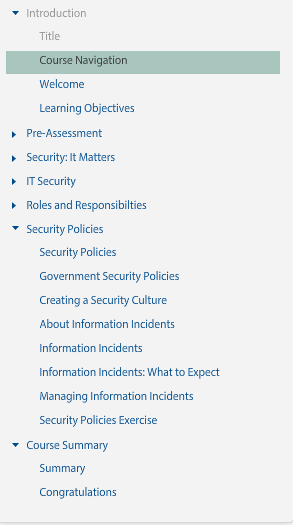 Introduction
Title
Course Navigation
Welcome
Learning Objectives
Pre-Assessment
Security: It Matters
IT Security
Roles and Responsibilties
Security Policies
Security Policies
Government Security Policies
Creating a Security Culture
About Information Incidents
Information Incidents
Information Incidents: What to Expect
Managing Information Incidents
Security Policies Exercise
Course Summary
Summary
Congratulations